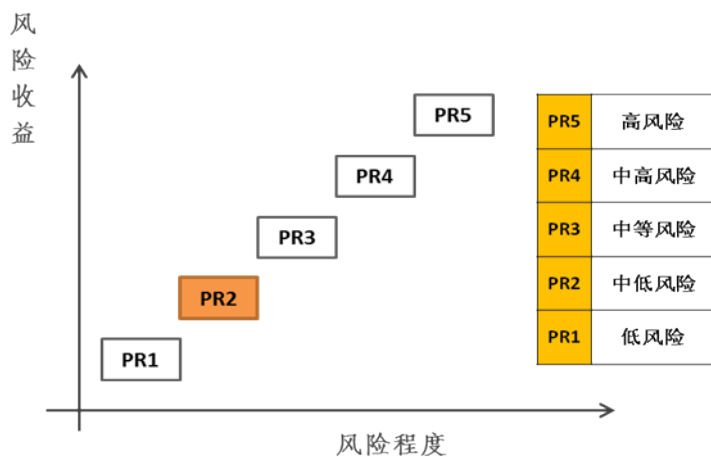 风险收益
PR5
PR4
PR3
PR2
PR1
风险程度
PR5 高风险
PR4 中高风险
PR3 中等风险
PR2 中低风险
PR1 低风险